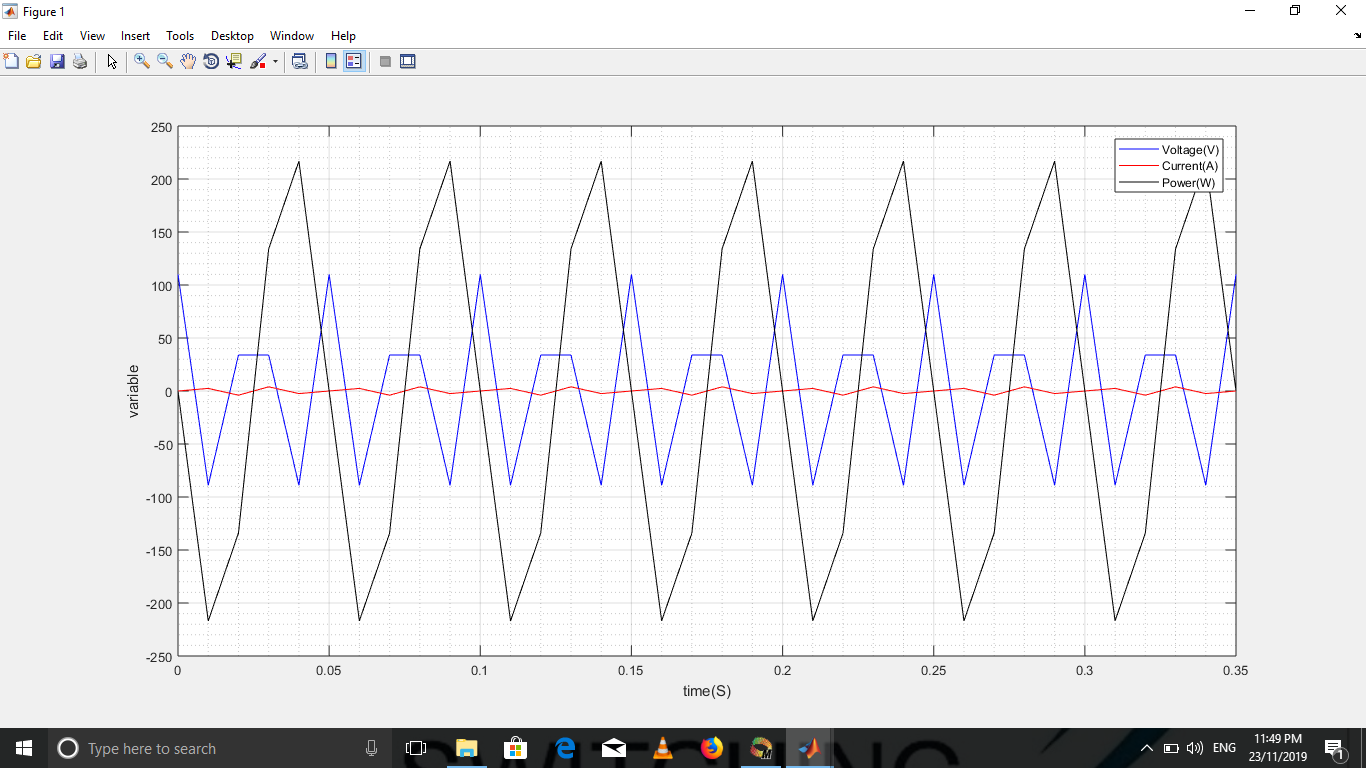 Figure 1
File Edit View Insert Tools Desktop Window Help
250
200
150
100
50
0
-50
-100
-150
-200
-250
variable
Voltage(V)
Current(A)
Power(W)
0 0.05 0.1 0.15 0.2 0.25 0.3 0.35
time(S)
Type here to search
ENG
11:49 PM
23/11/2019
1